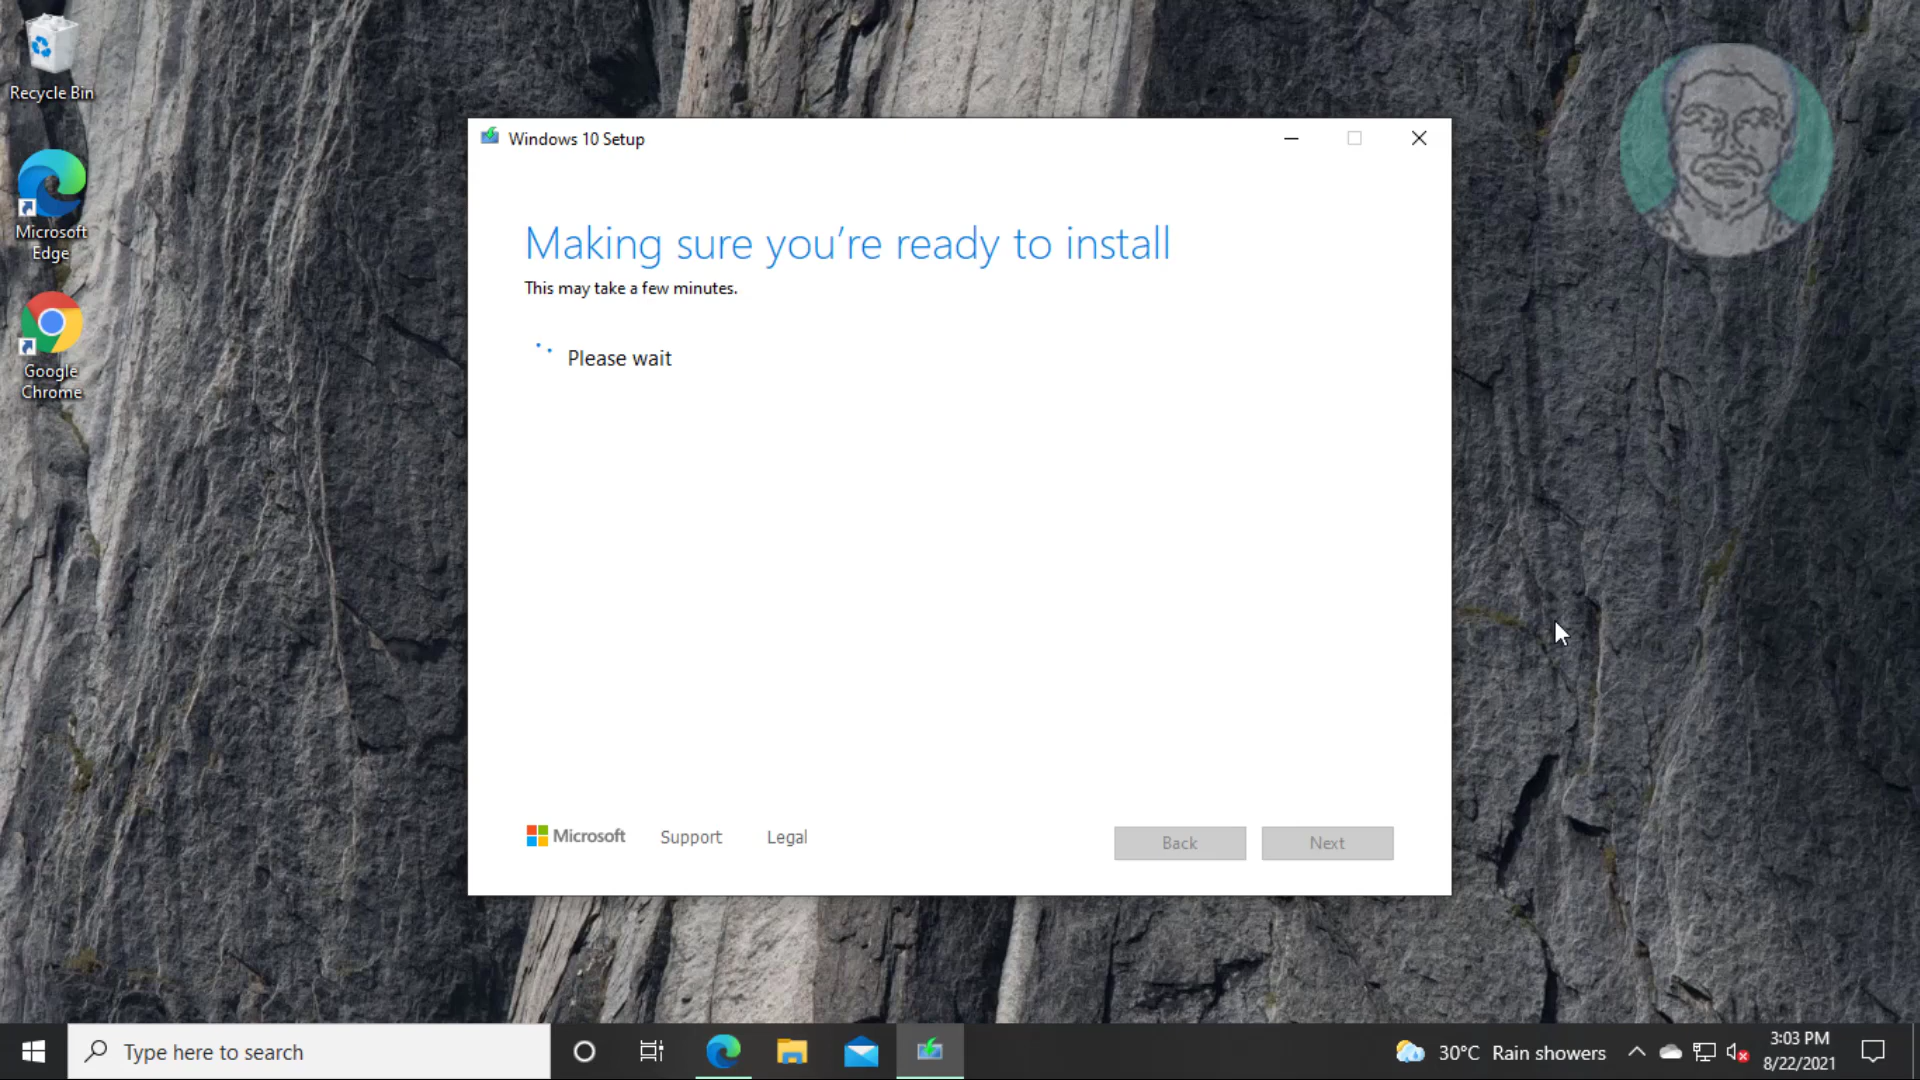 Recycle Bin
Microsoft
Edge
Google
Chrome
Windows 10 Setup
Making sure you're ready to install
This may take a few minutes.
Please wait
Microsoft
Support
Legal
Back
Next
Type here to search
30°C Rain showers
3:03 PM
8/22/2021